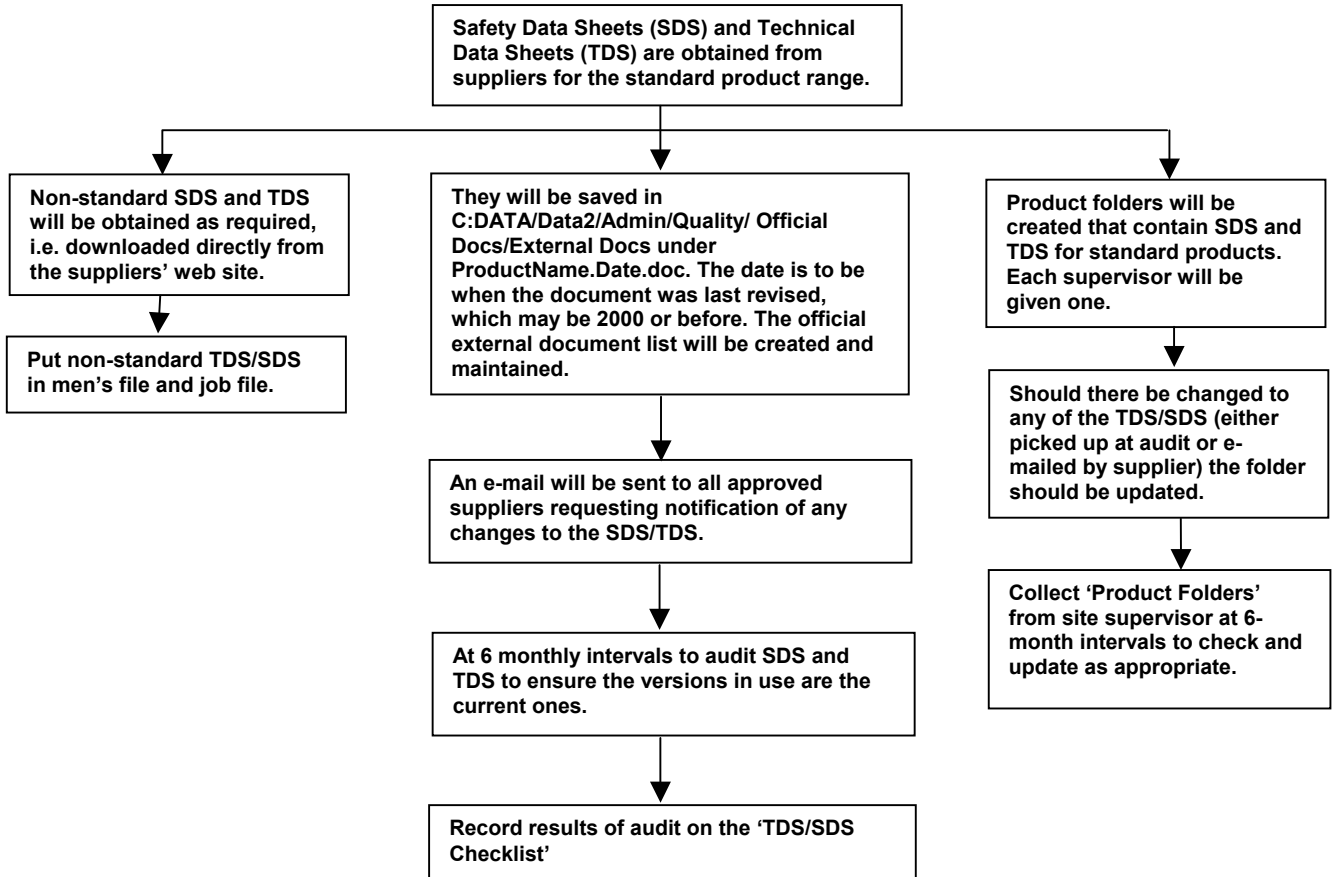 Safety Data Sheets (SDS) and Technical
Data Sheets (TDS) are obtained from
suppliers for the standard product range.
Non-standard SDS and TDS
will be obtained as required,
i.e. downloaded directly from
the suppliers’ web site.
Put non-standard TDS/SDS
in men’s file and job file.
They will be saved in
C:DATA/Data2/Admin/Quality/ Official
Docs/External Docs under
ProductName.Date.doc. The date is to be
when the document was last revised,
which may be 2000 or before. The official
external document list will be created and
maintained.
An e-mail will be sent to all approved
suppliers requesting notification of any
changes to the SDS/TDS.
At 6 monthly intervals to audit SDS and
TDS to ensure the versions in use are the
current ones.
Record results of audit on the ‘TDS/SDS
Checklist’
Product folders will be
created that contain SDS and
TDS for standard products.
Each supervisor will be
given one.
Should there be changed to
any of the TDS/SDS (either
picked up at audit or e-
mailed by supplier) the folder
should be updated.
Collect ‘Product Folders’
from site supervisor at 6-
month intervals to check and
update as appropriate.